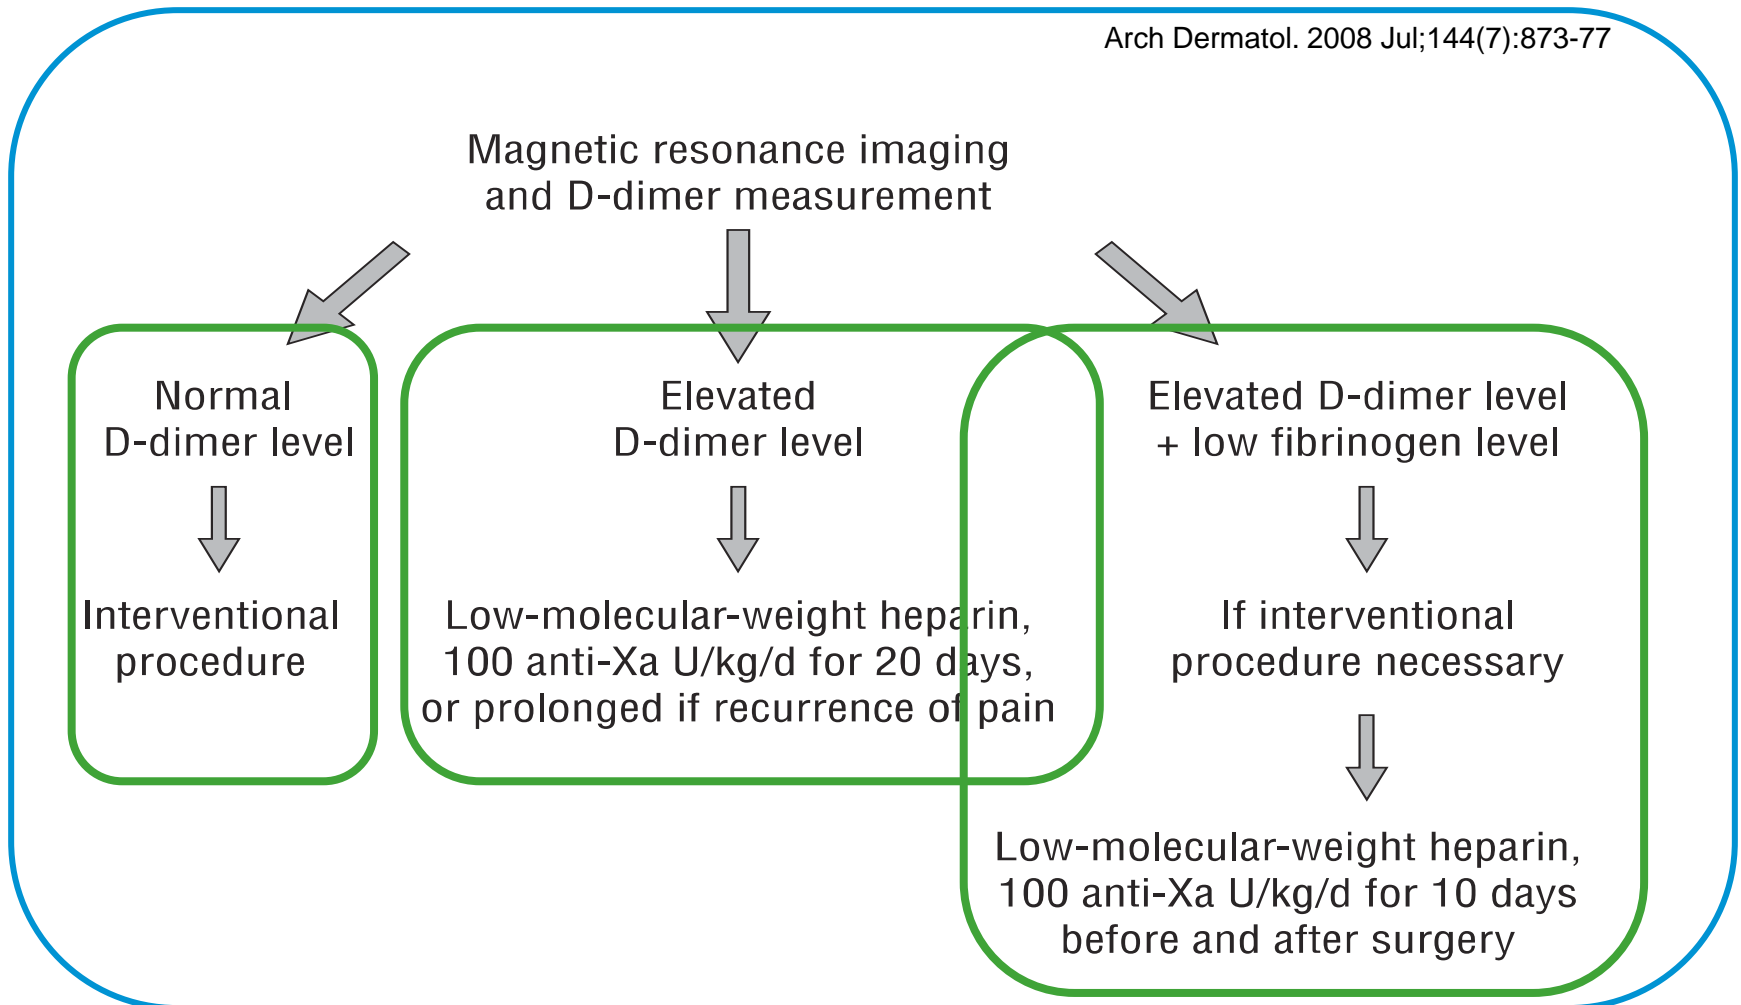 Arch Dermatol. 2008 Jul;144(7):873-77
Magnetic resonance imaging
and D-dimer measurement
Normal
D-dimer level
Interventional
procedure
Elevated
D-dimer level
Low-molecular-weight heparin,
100 anti-Xa U/kg/d for 20 days,
or prolonged if recurrence of pain
Elevated D-dimer level
+ low fibrinogen level
If interventional
procedure necessary
Low-molecular-weight heparin,
100 anti-Xa U/kg/d for 10 days
before and after surgery